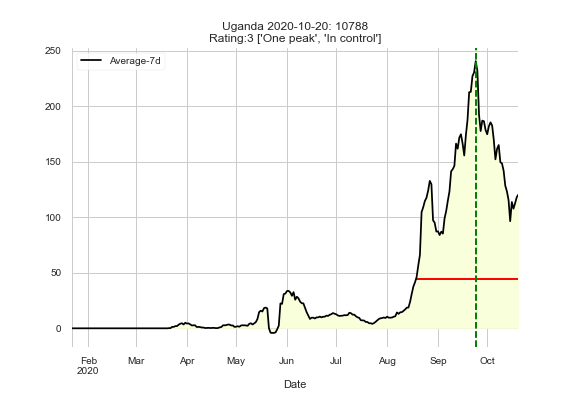 Uganda 2020-10-20: 10788
Rating:3 ['One peak', 'In control']
Average-7d
250
200
150
100
50
0
Feb Mar Apr May Jun Jul Aug Sep Oct
2020
Date